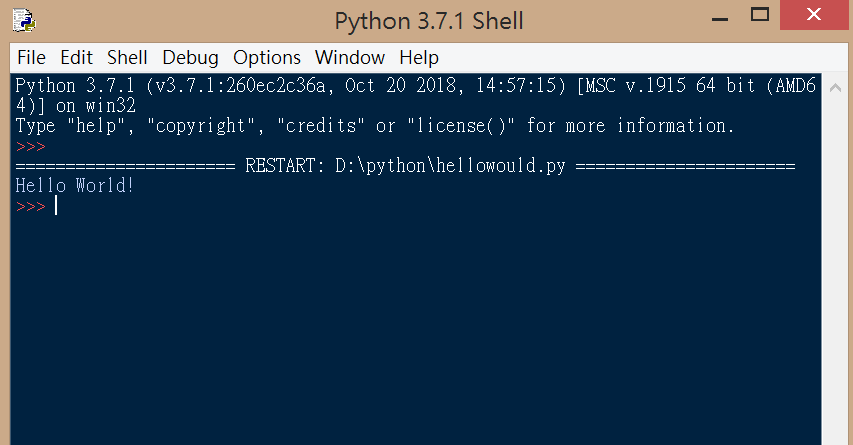 Python 3.7.1 Shell
File Edit Shell Debug Options Window Help
Python 3.7.1 (v3.7.1:260ec2c36a, Oct 20 2018, 14:57:15) [MSC v.1915 64 bit (AMD6
4)] on win32
Type "help", "copyright", "credits" or "license()" for more information.
>>>
====================== RESTART: D:\python\hellowould.py ======================
Hello World!
>>>